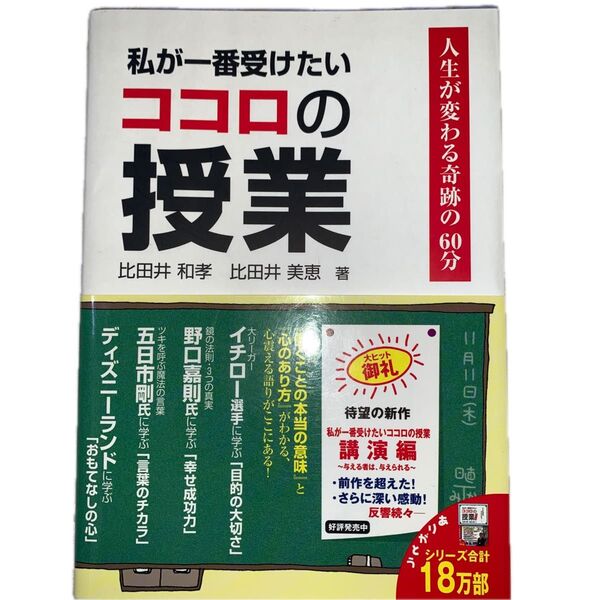 私が一番受けたい
ココロの
授業
比田井 和孝 比田井 美恵 著
人生が変わる奇跡の60分
働くことの本当の意味』と
『心のあり方』がわかる、
心震える語りがここにある!
大リーガー
イチロー選手に学ぶ「目的の大切さ」
鏡の法則・3つの真実
野口嘉則氏に学ぶ「幸せ成功力」
ツキを呼ぶ魔法の言葉
五日市剛氏に学ぶ「言葉のチカラ」
ディズニーランドに学ぶ
「おもてなしの心」
大ヒット
御礼
待望の新作
私が一番受けたいココロの授業
講演編
〜与える者は、与えられる〜
・前作を超えた!
・さらに深い感動!
反響続々―
好評発売中
11月11日(木)
ありがとう
シリーズ合計
18万部